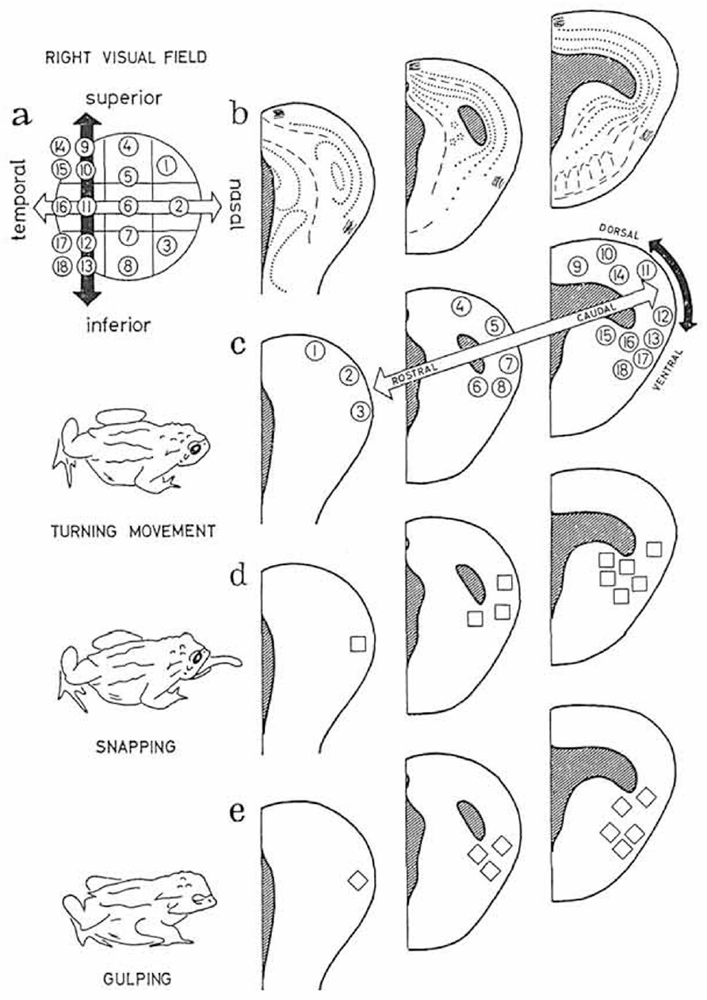 RIGHT VISUAL FIELD
a
superior
14 9 4 1
15 10 5
temporal
16 11 6 2
nasal
17 12 7 3
18 13 8
inferior
b
c
1
2
3
4
5
7
6 8
ROSTRAL
CAUDAL
DORSAL
VENTRAL
9 10 11
14
12
15 16 13
17
18
TURNING MOVEMENT
d
SNAPPING
e
GULPING